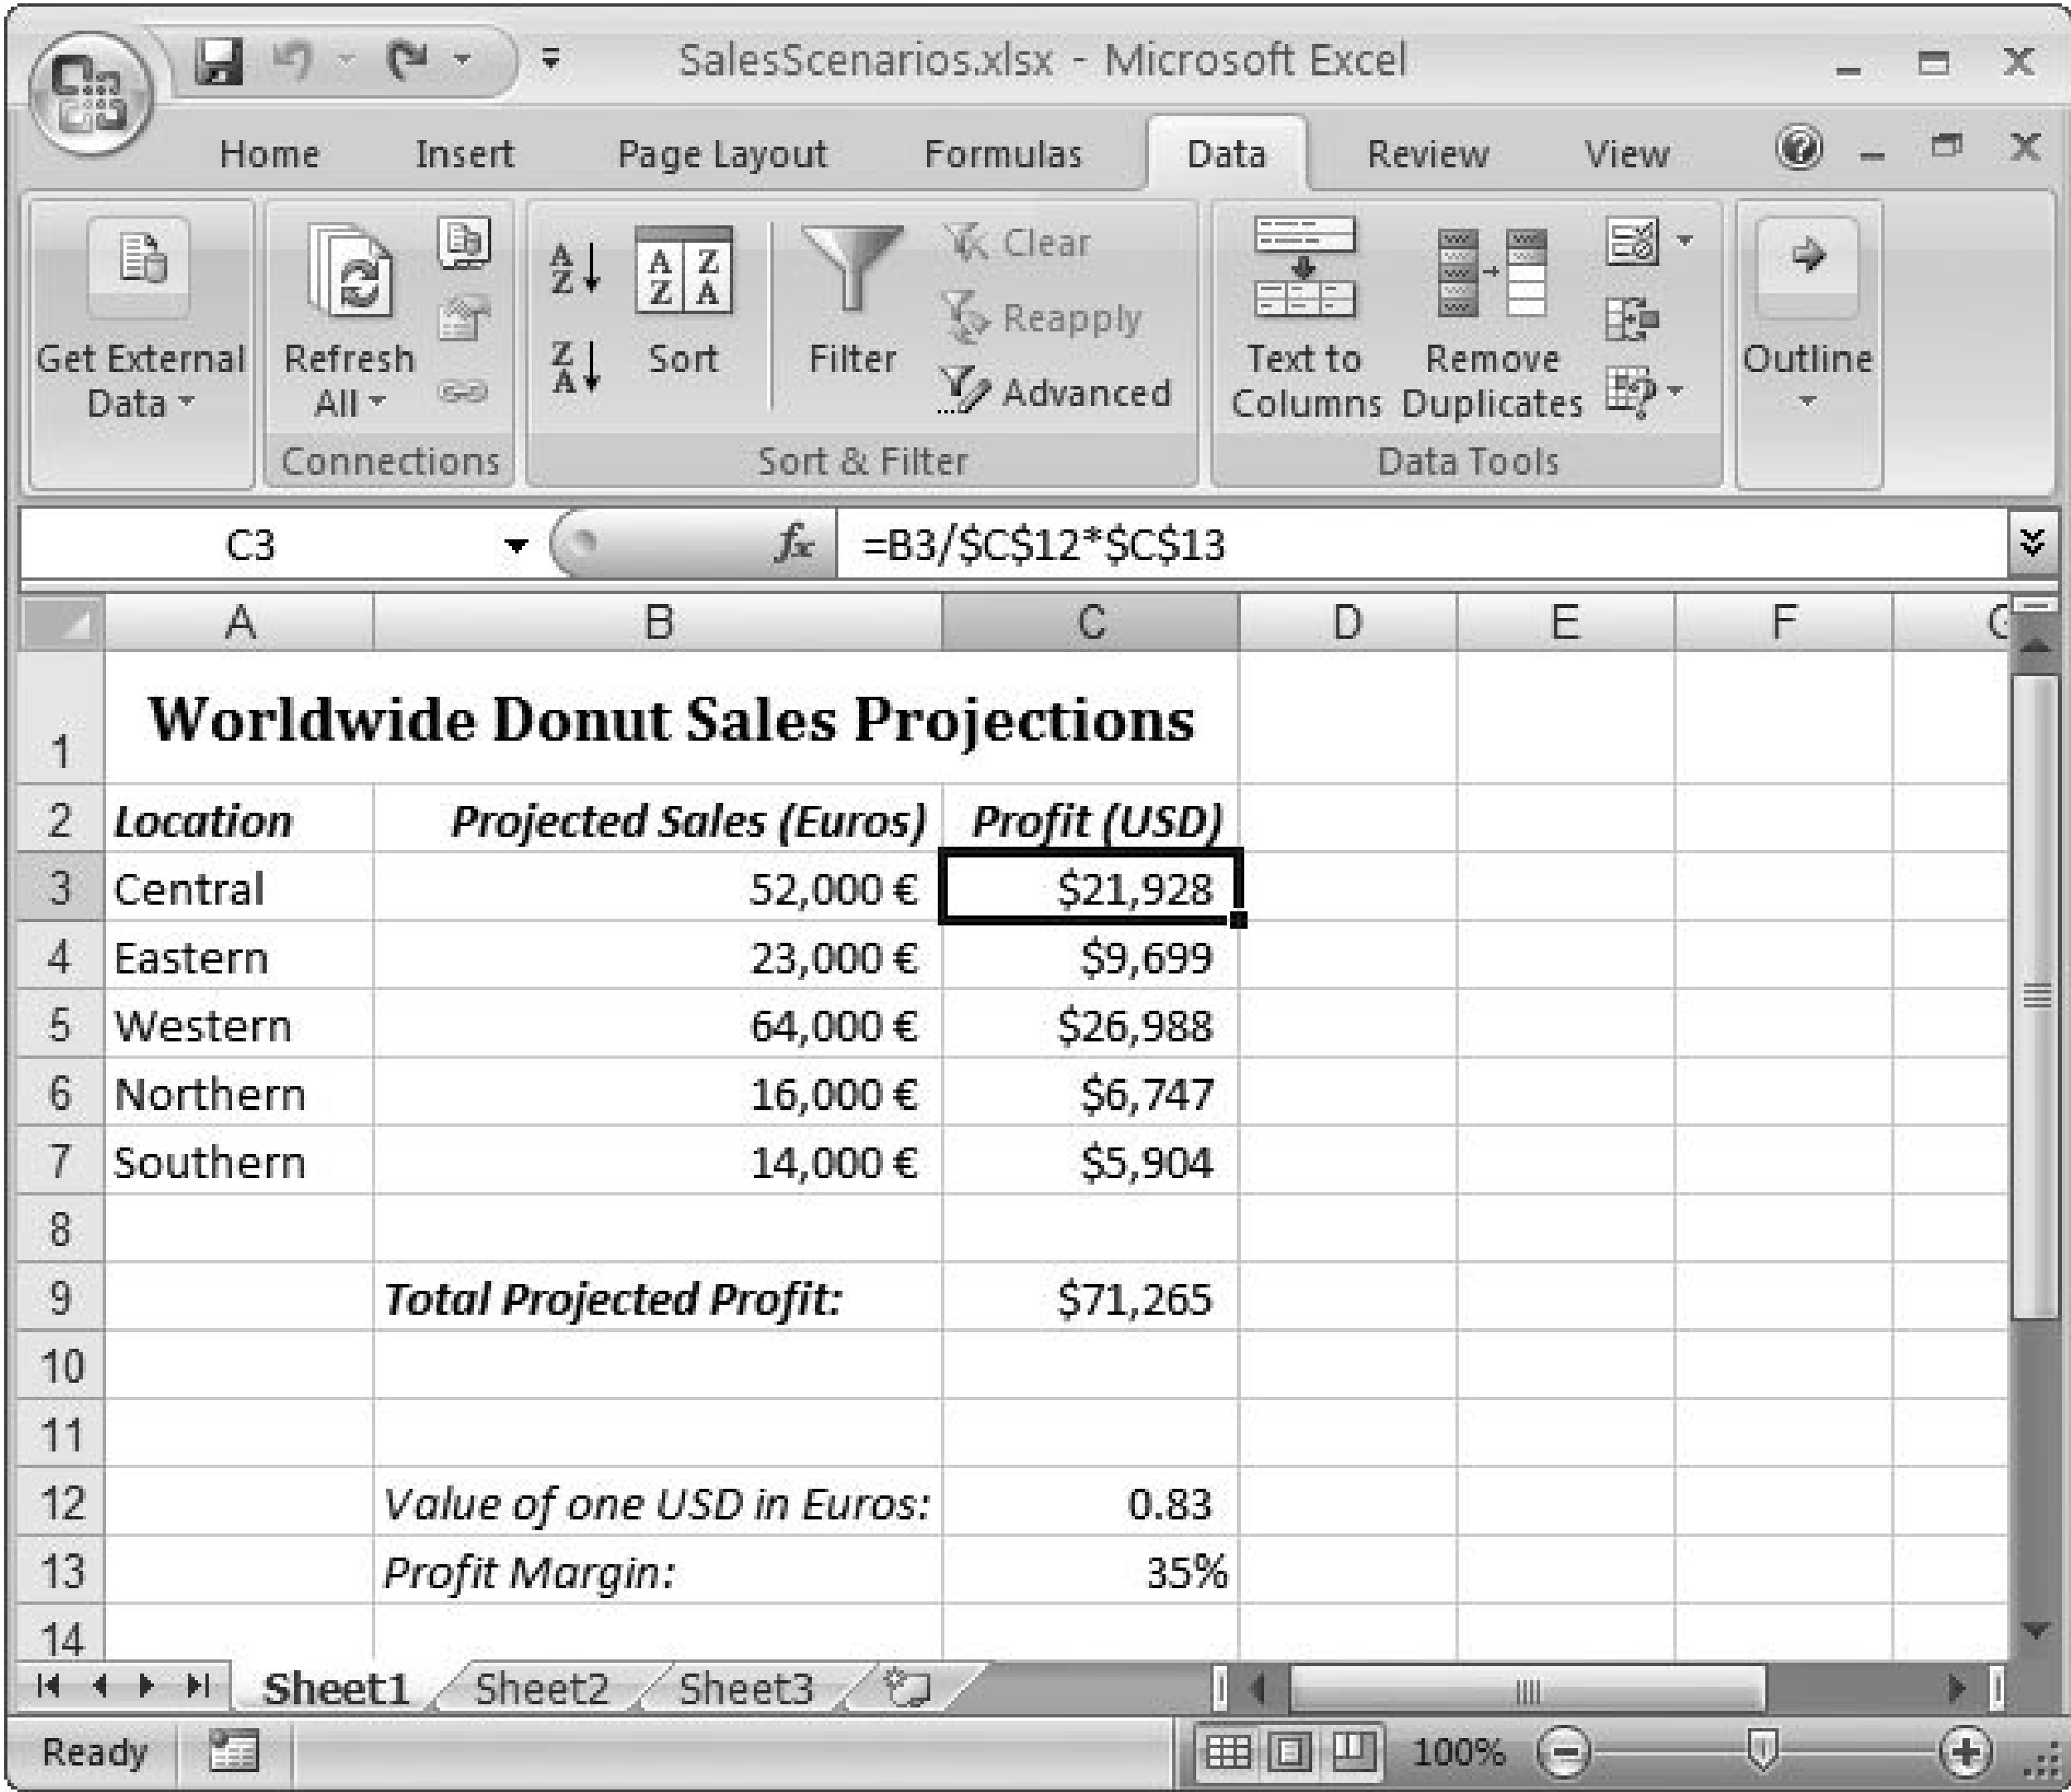 SalesScenarios.xlsx - Microsoft Excel
Home Insert Page Layout Formulas Data Review View
Get External Data
Refresh All
Connections
A Z
Z A
A Z Z A
Sort
Filter
Clear
Reapply
Advanced
Sort & Filter
Text to Columns
Remove Duplicates
Data Tools
Outline
C3 fx =B3/$C$12*$C$13
A B C D E F
1 Worldwide Donut Sales Projections
2 Location Projected Sales (Euros) Profit (USD)
3 Central 52,000 € $21,928
4 Eastern 23,000 € $9,699
5 Western 64,000 € $26,988
6 Northern 16,000 € $6,747
7 Southern 14,000 € $5,904
8
9 Total Projected Profit: $71,265
10
11
12 Value of one USD in Euros: 0.83
13 Profit Margin: 35%
14
Sheet1 Sheet2 Sheet3
Ready 100%